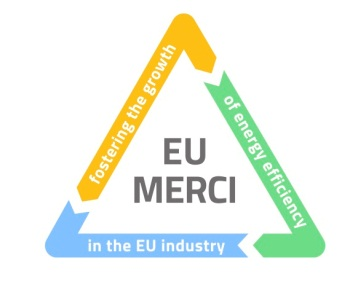 fostering the growth
of energy efficiency
in the EU industry
EU
MERCI